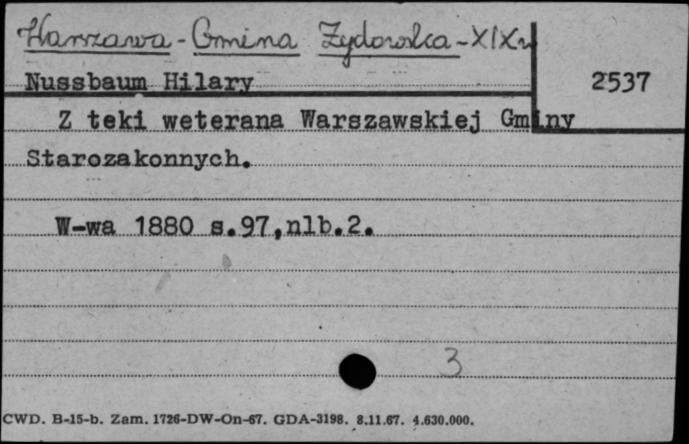 Warszawa - Gmina Żydowska - XIX w
Nussbaum Hilary
2537
Z teki weterana Warszawskiej Gminy
Starozakonnych.
W-wa 1880 s.97,nlb.2.
3
CWD. B-15-b. Zam. 1726-DW-On-67. GDA-3198. 8.11.67. 4.630.000.